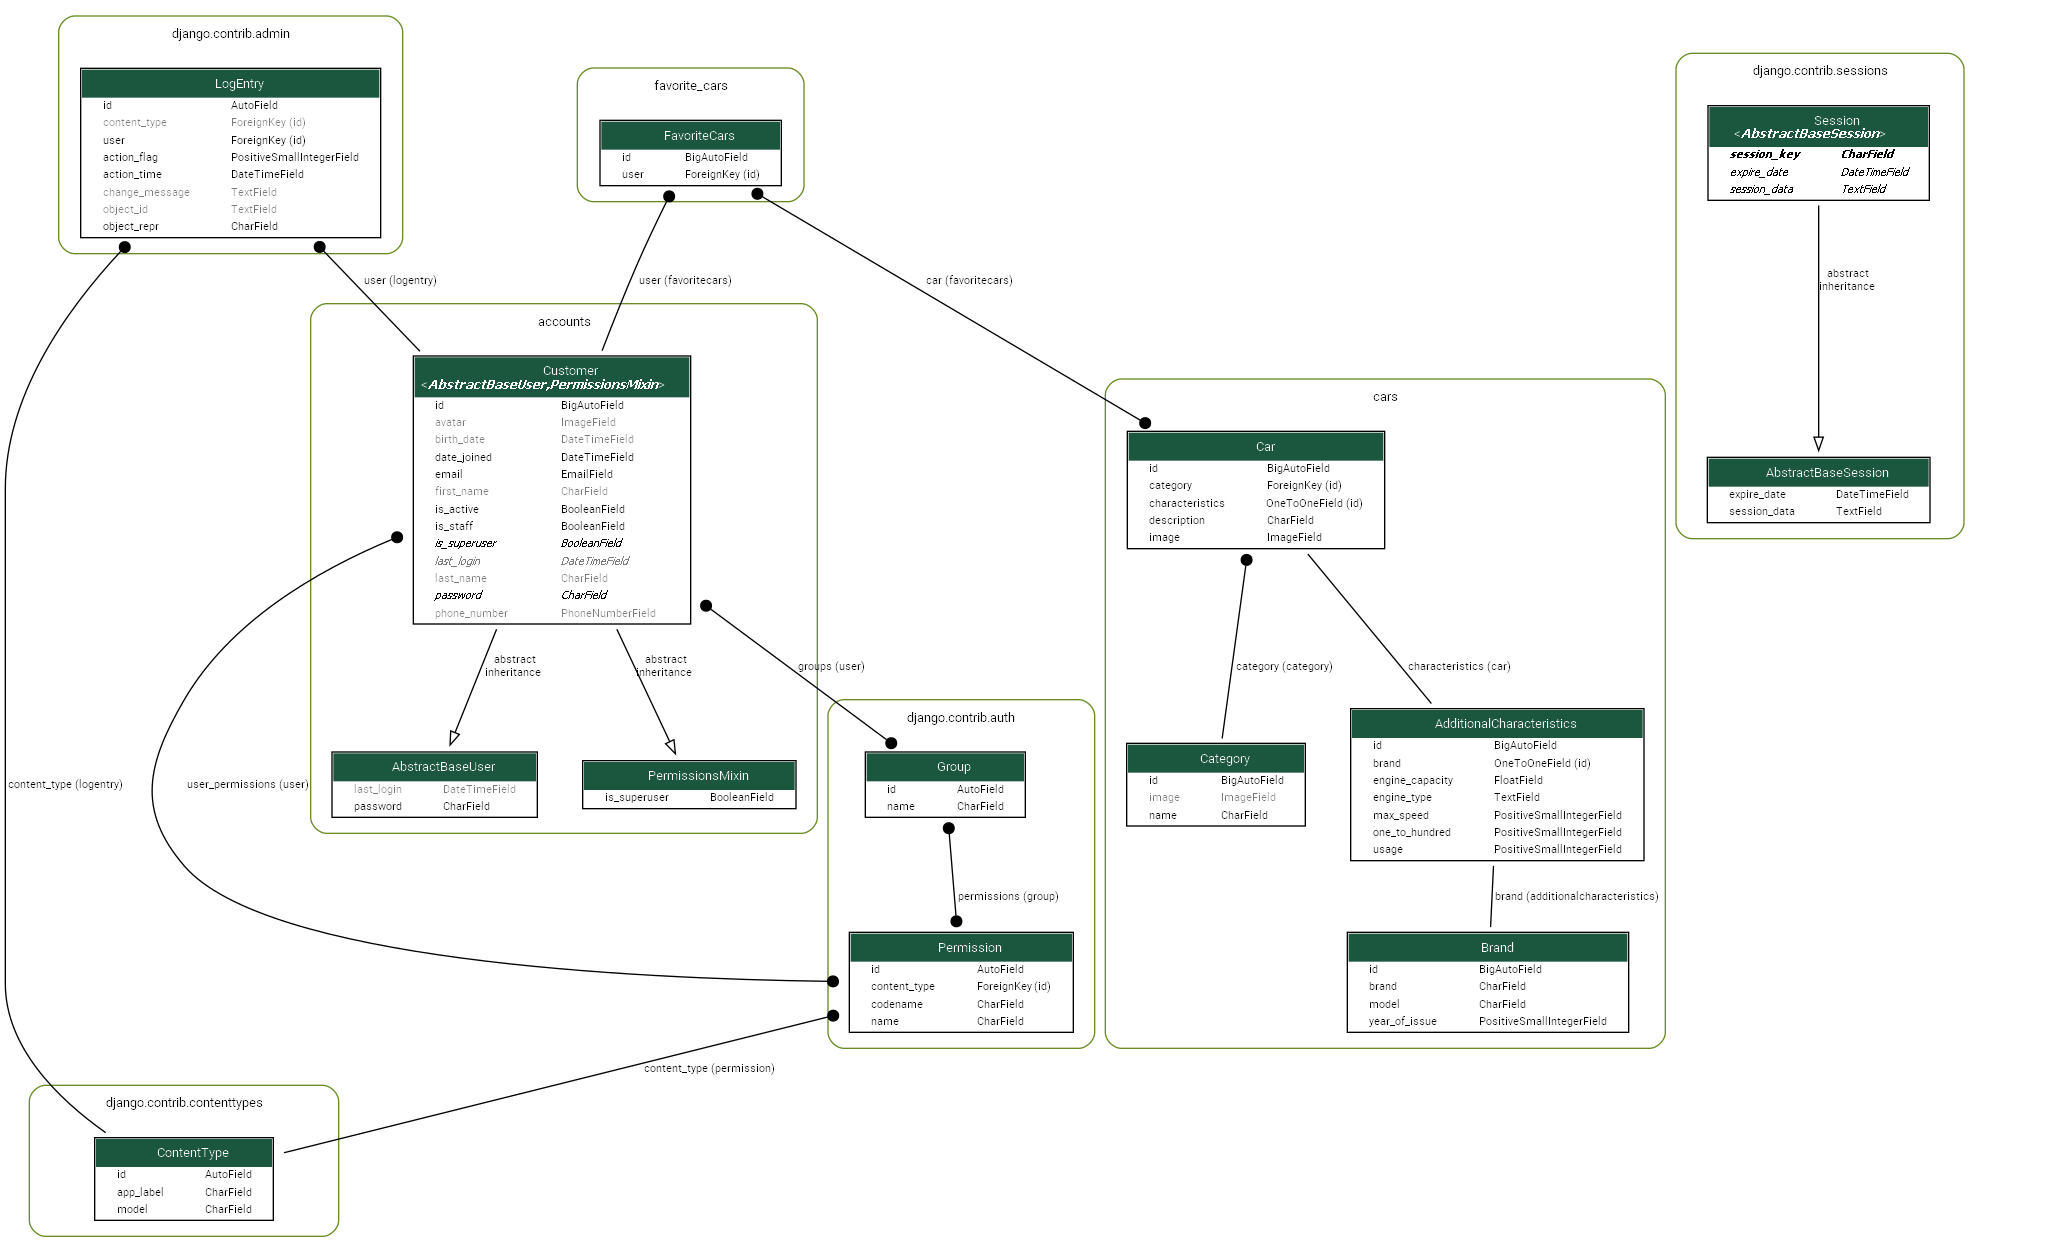 django.contrib.admin
LogEntry
id AutoField
content_type ForeignKey (id)
user ForeignKey (id)
action_flag PositiveSmallIntegerField
action_time DateTimeField
change_message TextField
object_id TextField
object_repr CharField
favorite_cars
FavoriteCars
id BigAutoField
user ForeignKey (id)
django.contrib.sessions
Session
<AbstractBaseSession>
session_key CharField
expire_date DateTimeField
session_data TextField
abstract
inheritance
AbstractBaseSession
expire_date DateTimeField
session_data TextField
user (logentry)
user (favoritecars)
car (favoritecars)
accounts
Customer
<AbstractBaseUser,PermissionsMixin>
id BigAutoField
avatar ImageField
birth_date DateTimeField
date_joined DateTimeField
email EmailField
first_name CharField
is_active BooleanField
is_staff BooleanField
is_superuser BooleanField
last_login DateTimeField
last_name CharField
password CharField
phone_number PhoneNumberField
abstract
inheritance
abstract
inheritance
AbstractBaseUser
last_login DateTimeField
password CharField
PermissionsMixin
is_superuser BooleanField
groups (user)
content_type (logentry)
user_permissions (user)
django.contrib.auth
Group
id AutoField
name CharField
permissions (group)
Permission
id AutoField
content_type ForeignKey (id)
codename CharField
name CharField
cars
Car
id BigAutoField
category ForeignKey (id)
characteristics OneToOneField (id)
description CharField
image ImageField
category (category)
characteristics (car)
Category
id BigAutoField
image ImageField
name CharField
AdditionalCharacteristics
id BigAutoField
brand OneToOneField (id)
engine_capacity FloatField
engine_type TextField
max_speed PositiveSmallIntegerField
one_to_hundred PositiveSmallIntegerField
usage PositiveSmallIntegerField
brand (additionalcharacteristics)
Brand
id BigAutoField
brand CharField
model CharField
year_of_issue PositiveSmallIntegerField
content_type (permission)
django.contrib.contenttypes
ContentType
id AutoField
app_label CharField
model CharField